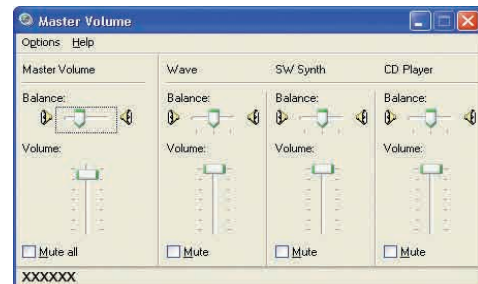 Master Volume
Options Help
Master Volume Wave SW Synth CD Player
Balance: Balance: Balance: Balance:
Volume: Volume: Volume: Volume:
Mute all Mute Mute Mute
XXXXXX